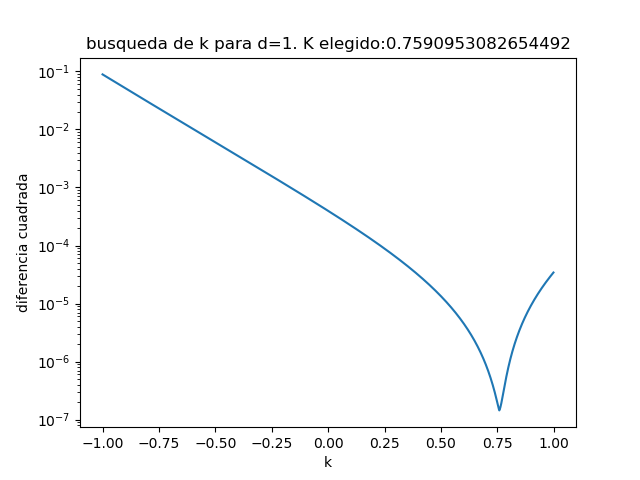 busqueda de k para d=1. K elegido:0.7590953082654492
10⁻¹
10⁻²
10⁻³
10⁻⁴
10⁻⁵
10⁻⁶
10⁻⁷
diferencia cuadrada
−1.00 −0.75 −0.50 −0.25 0.00 0.25 0.50 0.75 1.00
k